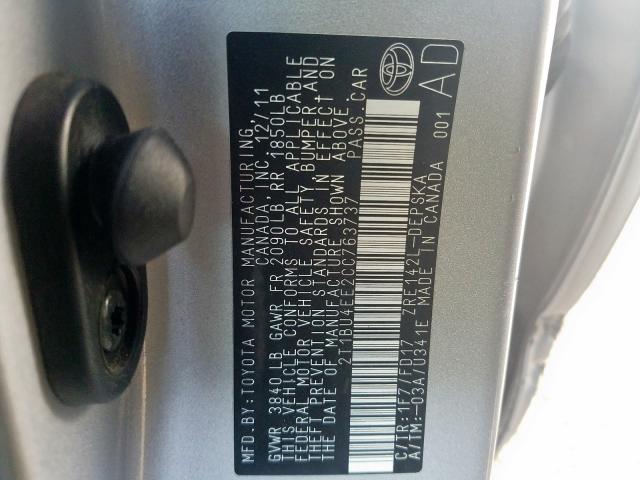 MFD.BY:TOYOTA MOTOR MANUFACTURING,
CANADA, INC. 12/11
GVWR 3840LB GAWR FR 2090LB RR 1850LB
THIS VEHICLE CONFORMS TO ALL APPLICABLE
FEDERAL MOTOR VEHICLE SAFETY, BUMPER, AND
THEFT PREVENTION STANDARDS IN EFFECT ON
THE DATE OF MANUFACTURE SHOWN ABOVE.
2T1BU4EE2CC763737 PASS.CAR
C/TR:1F7/FD17 ZRE142L-DEPSKA
A/TM:-03A/U341E MADE IN CANADA 001
AD